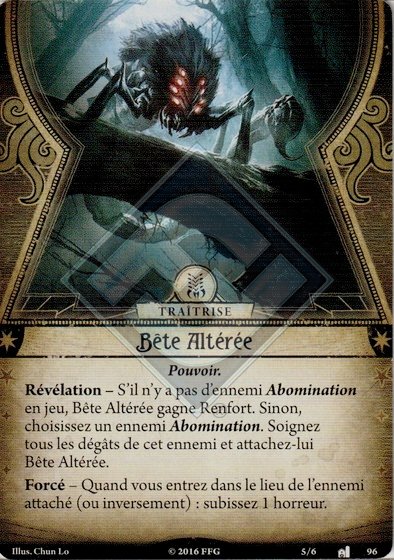 TRAÎTRISE
Bête Altérée
Pouvoir.
Révélation – S'il n'y a pas d'ennemi Abomination
en jeu, Bête Altérée gagne Renfort. Sinon,
choisissez un ennemi Abomination. Soignez
tous les dégâts de cet ennemi et attachez-lui
Bête Altérée.
Forcé – Quand vous entrez dans le lieu de l'ennemi
attaché (ou inversement) : subissez 1 horreur.
Illus. Chun Lo © 2016 FFG 5/6 96